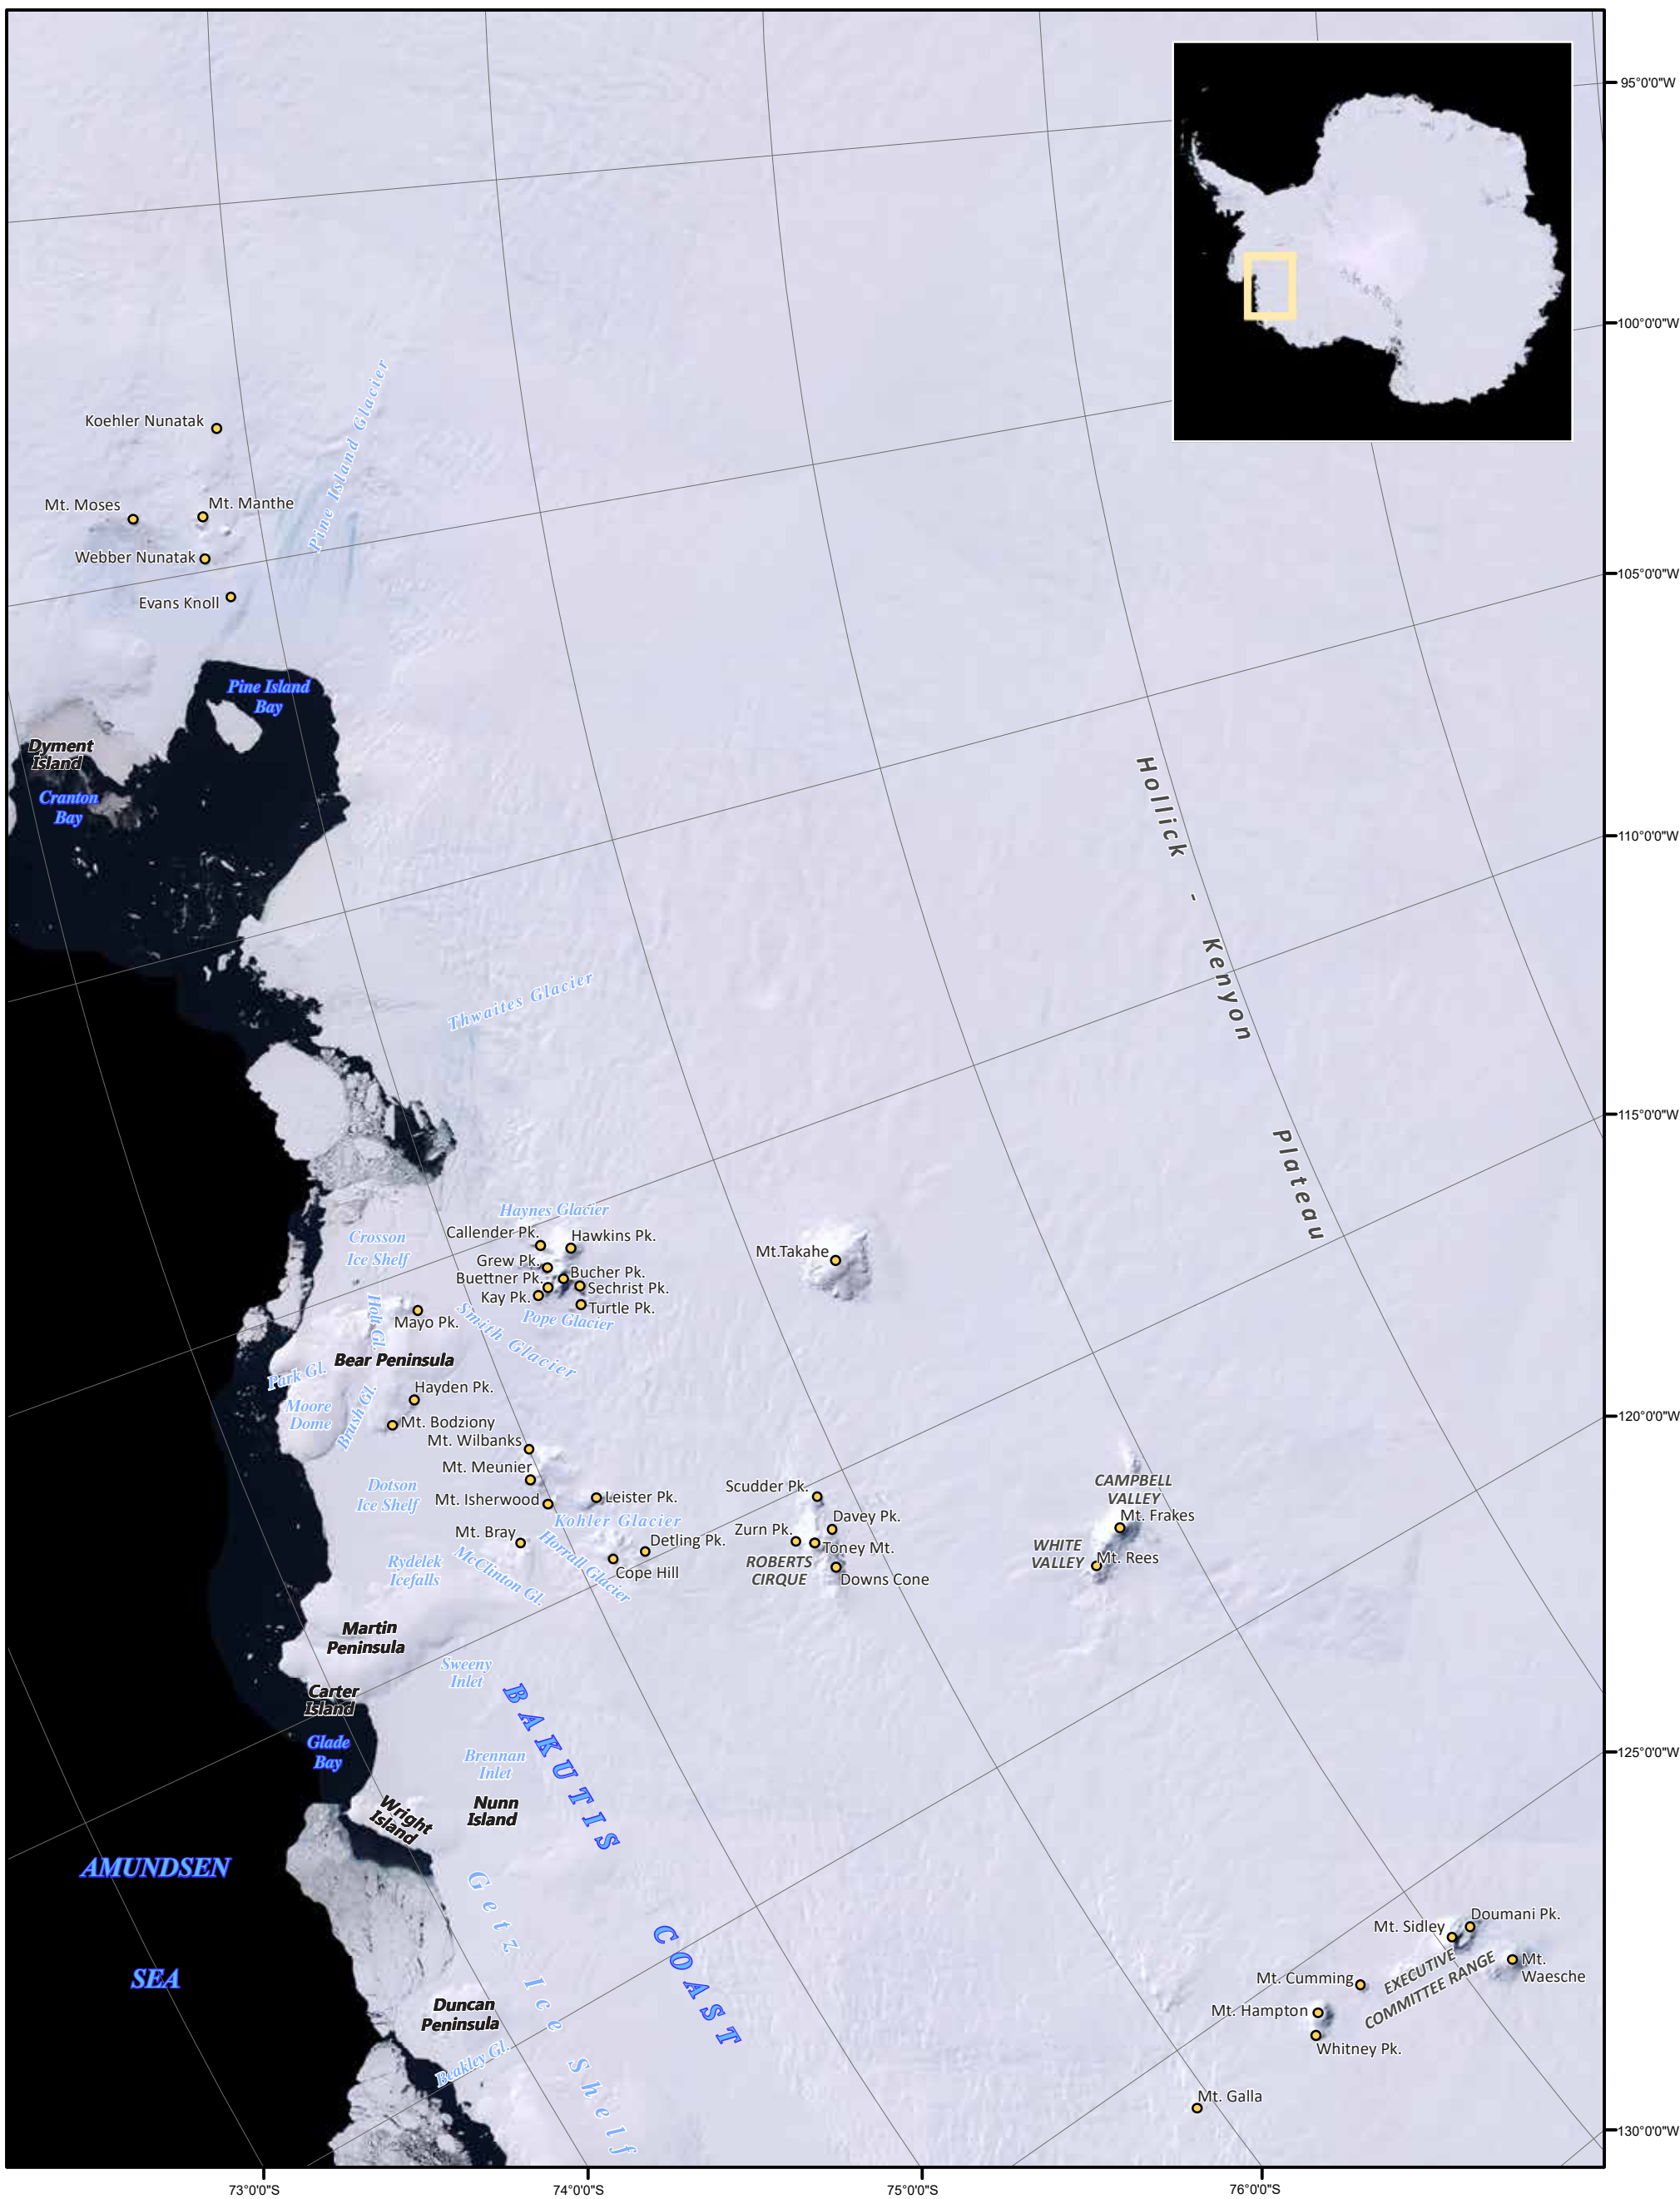 95°0'0"W
100°0'0"W
Koehler Nunatak
Pine Island Glacier
Mt. Moses
Mt. Manthe
Webber Nunatak
105°0'0"W
Evans Knoll
Pine Island
Bay
Dyment
Island
Cranton
Bay
110°0'0"W
Hollick - Kenyon Plateau
Thwaites Glacier
115°0'0"W
Haynes Glacier
Callender Pk.
Hawkins Pk.
Crosson
Ice Shelf
Mt.Takahe
Grew Pk.
Bucher Pk.
Buettner Pk.
Sechrist Pk.
Kay Pk.
Turtle Pk.
Pope Glacier
Holt Gl.
Mayo Pk.
Smith Glacier
Bear Peninsula
Park Gl.
Hayden Pk.
Moore
Dome
Brush Gl.
Mt. Bodziony
120°0'0"W
Mt. Wilbanks
Mt. Meunier
Dotson
Ice Shelf
Mt. Isherwood
Leister Pk.
Kohler Glacier
Scudder Pk.
Davey Pk.
CAMPBELL
VALLEY
Mt. Frakes
Mt. Bray
Zurn Pk.
Toney Mt.
WHITE
VALLEY
Mt. Rees
Detling Pk.
Horrall Glacier
McClinton Gl.
Rydelek
Icefalls
Cope Hill
ROBERTS
CIRQUE
Downs Cone
Martin
Peninsula
Sweeny
Inlet
Carter
Island
Glade
Bay
BAKUTIS COAST
125°0'0"W
Brennan
Inlet
Nunn
Island
Wright
Island
AMUNDSEN
SEA
Getz Ice Shelf
Doumani Pk.
Mt. Sidley
Mt.
Waesche
EXECUTIVE
COMMITTEE RANGE
Mt. Cumming
Mt. Hampton
Whitney Pk.
Duncan
Peninsula
Beakley Gl.
Mt. Galla
130°0'0"W
73°0'0"S
74°0'0"S
75°0'0"S
76°0'0"S